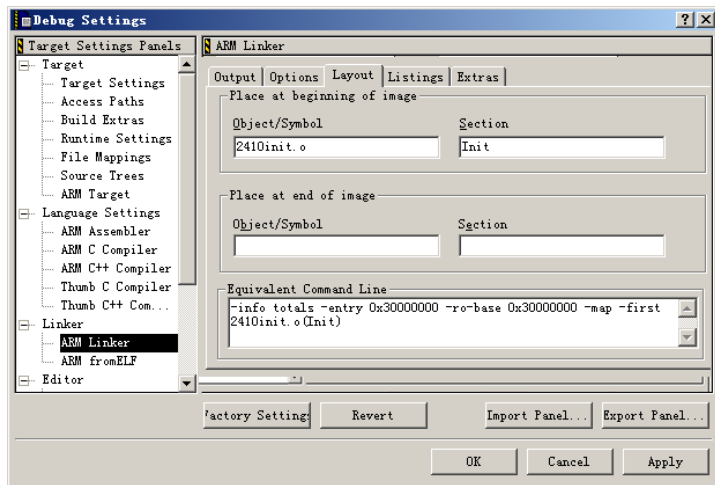 Debug Settings
Target Settings Panels
Target
Target Settings
Access Paths
Build Extras
Runtime Settings
File Mappings
Source Trees
ARM Target
Language Settings
ARM Assembler
ARM C Compiler
ARM C++ Compiler
Thumb C Compiler
Thumb C++ Com...
Linker
ARM Linker
ARM fromELF
Editor
ARM Linker
Output Options Layout Listings Extras
Place at beginning of image
Object/Symbol Section
2410init.o Init
Place at end of image
Object/Symbol Section
Equivalent Command Line
-info totals -entry 0x30000000 -ro-base 0x30000000 -map -first
2410init.o(Init)
actory Setting Revert Import Panel... Export Panel...
OK Cancel Apply